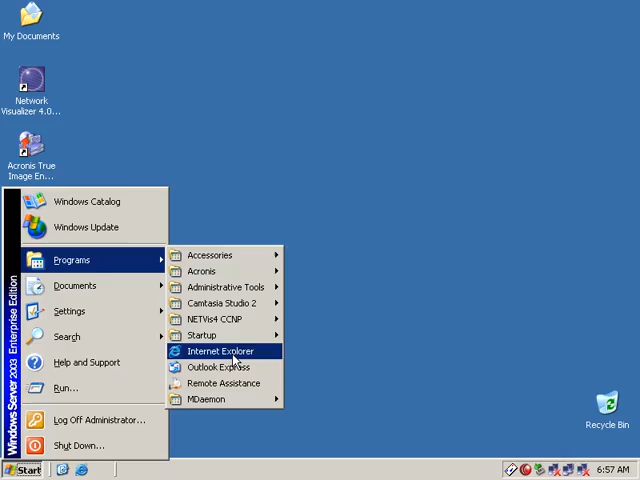 My Documents
Network
Visualizer 4.0...
Acronis True
Image En...
Windows Catalog
Windows Update
Programs
Documents
Settings
Search
Help and Support
Run...
Log Off Administrator...
Shut Down...
Windows Server 2003 Enterprise Edition
Accessories
Acronis
Administrative Tools
Camtasia Studio 2
NETVis4 CCNP
Startup
Internet Explorer
Outlook Express
Remote Assistance
MDaemon
Recycle Bin
Start
6:57 AM